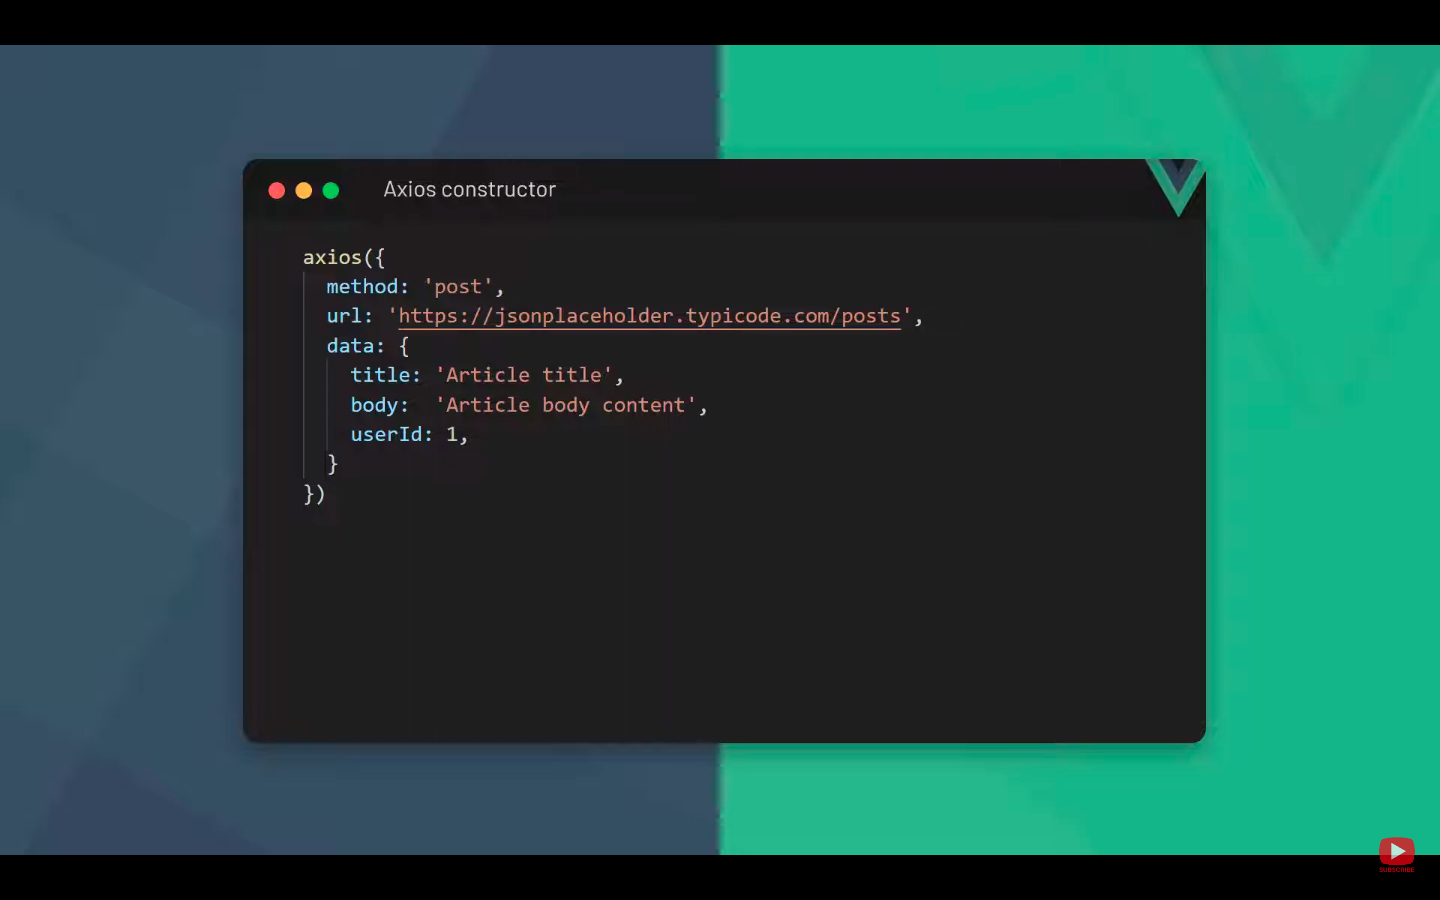 Axios constructor
axios({
  method: 'post',
  url: 'https://jsonplaceholder.typicode.com/posts',
  data: {
    title: 'Article title',
    body:  'Article body content',
    userId: 1,
  }
})
SUBSCRIBE